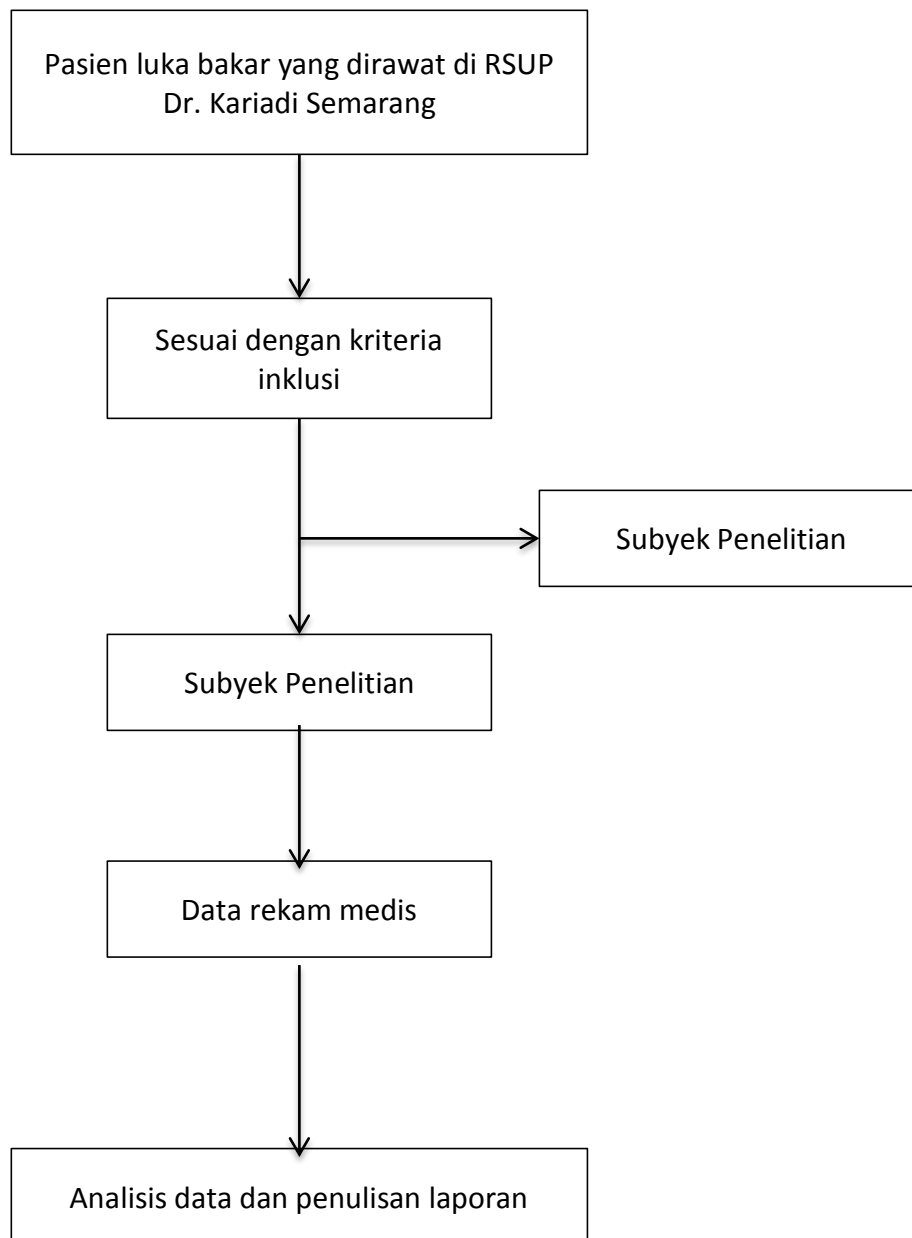 Pasien luka bakar yang dirawat di RSUP
Dr. Kariadi Semarang
Sesuai dengan kriteria
inklusi
Subyek Penelitian
Subyek Penelitian
Data rekam medis
Analisis data dan penulisan laporan